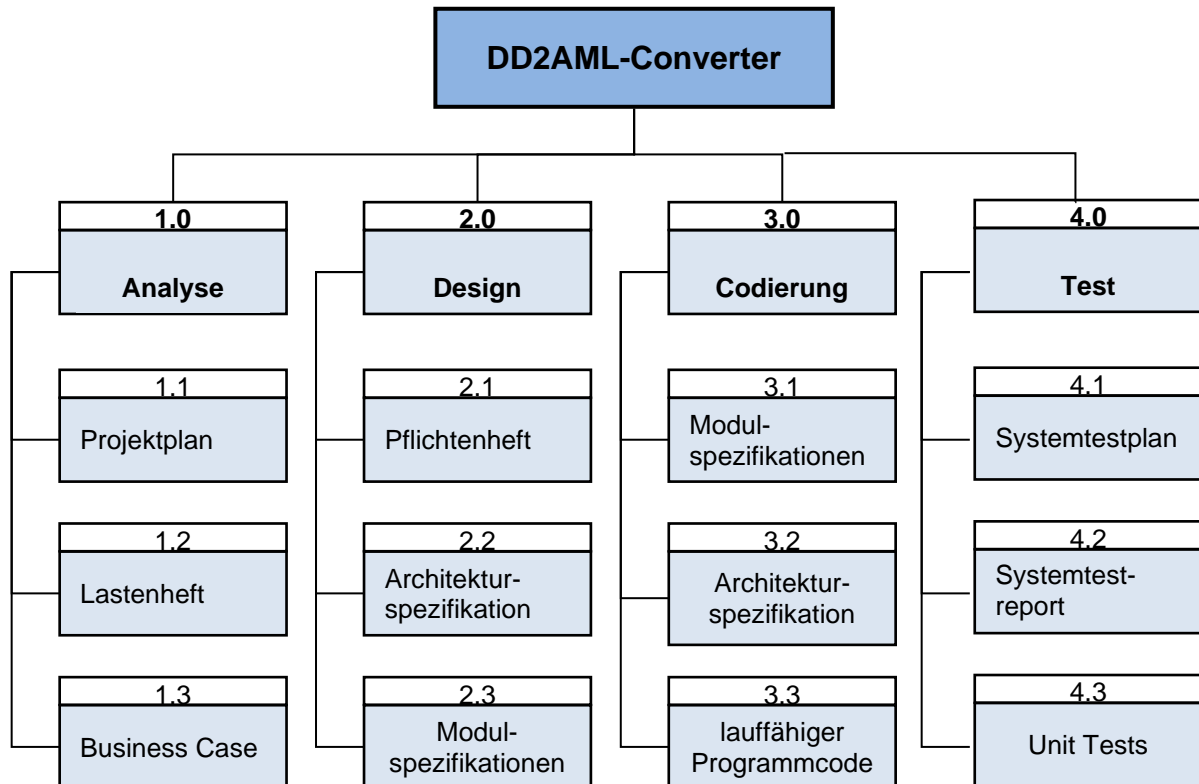 DD2AML-Converter
1.0
Analyse
1.1
Projektplan
1.2
Lastenheft
1.3
Business Case
2.0
Design
2.1
Pflichtenheft
2.2
Architektur-
spezifikation
2.3
Modul-
spezifikationen
3.0
Codierung
3.1
Modul-
spezifikationen
3.2
Architektur-
spezifikation
3.3
lauffähiger
Programmcode
4.0
Test
4.1
Systemtestplan
4.2
Systemtest-
report
4.3
Unit Tests